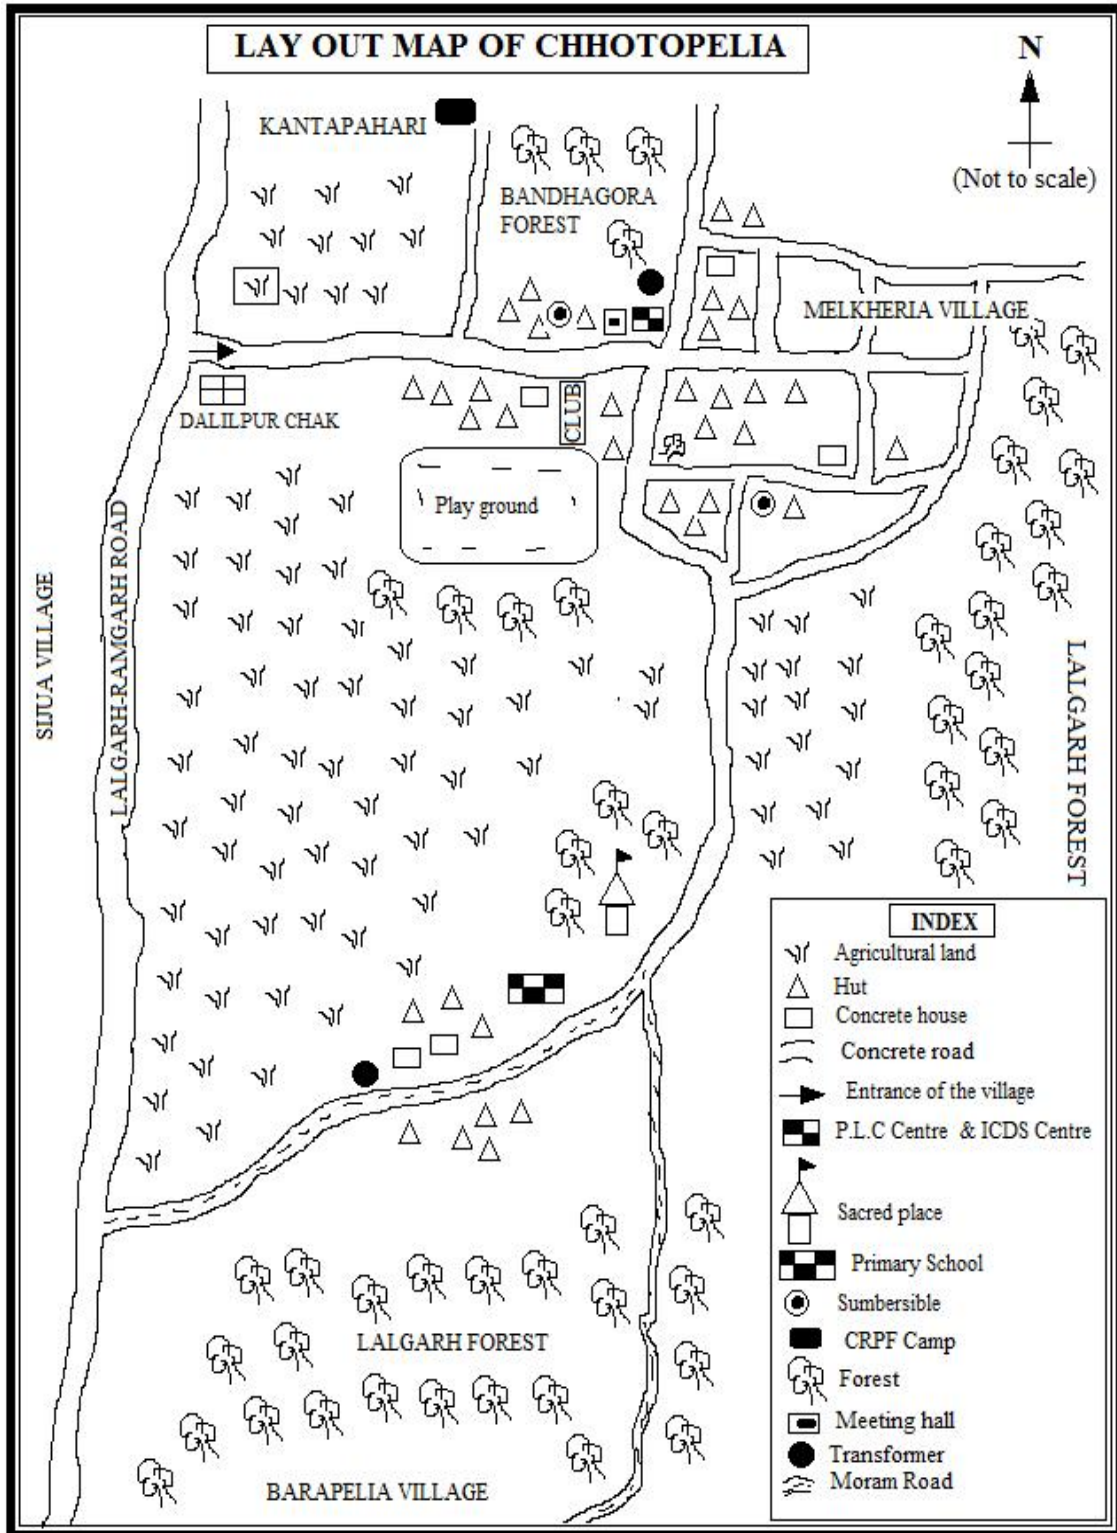 LAY OUT MAP OF CHHOTOPELIA
N
(Not to scale)
KANTAPAHARI
BANDHAGORA
FOREST
MELKHERIA VILLAGE
DALILPUR CHAK
CLUB
Play ground
LALGARH-RAMGARH ROAD
SIJUA VILLAGE
LALGARH FOREST
INDEX
Agricultural land
Hut
Concrete house
Concrete road
Entrance of the village
P.L.C Centre & ICDS Centre
Sacred place
Primary School
Sumbersible
CRPF Camp
Forest
Meeting hall
Transformer
Moram Road
LALGARH FOREST
BARAPELIA VILLAGE